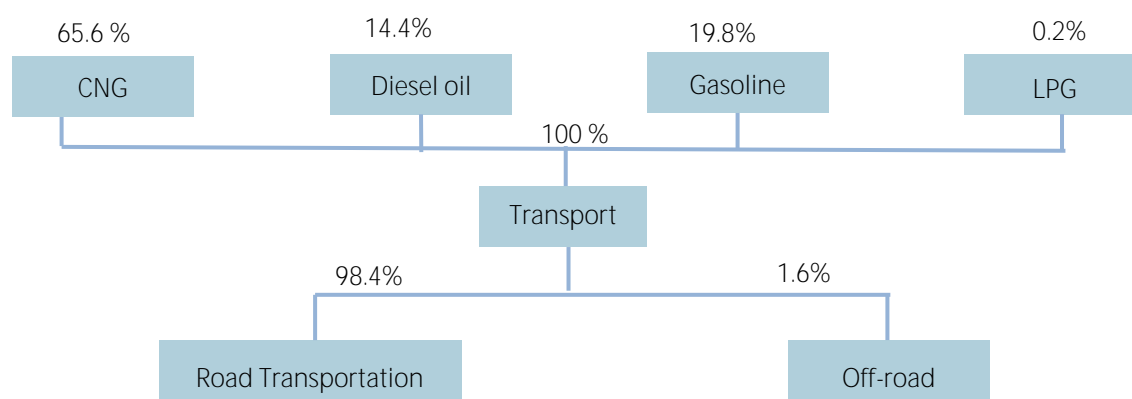 65.6 %
14.4%
19.8%
0.2%
CNG
Diesel oil
Gasoline
LPG
100 %
Transport
98.4%
1.6%
Road Transportation
Off-road